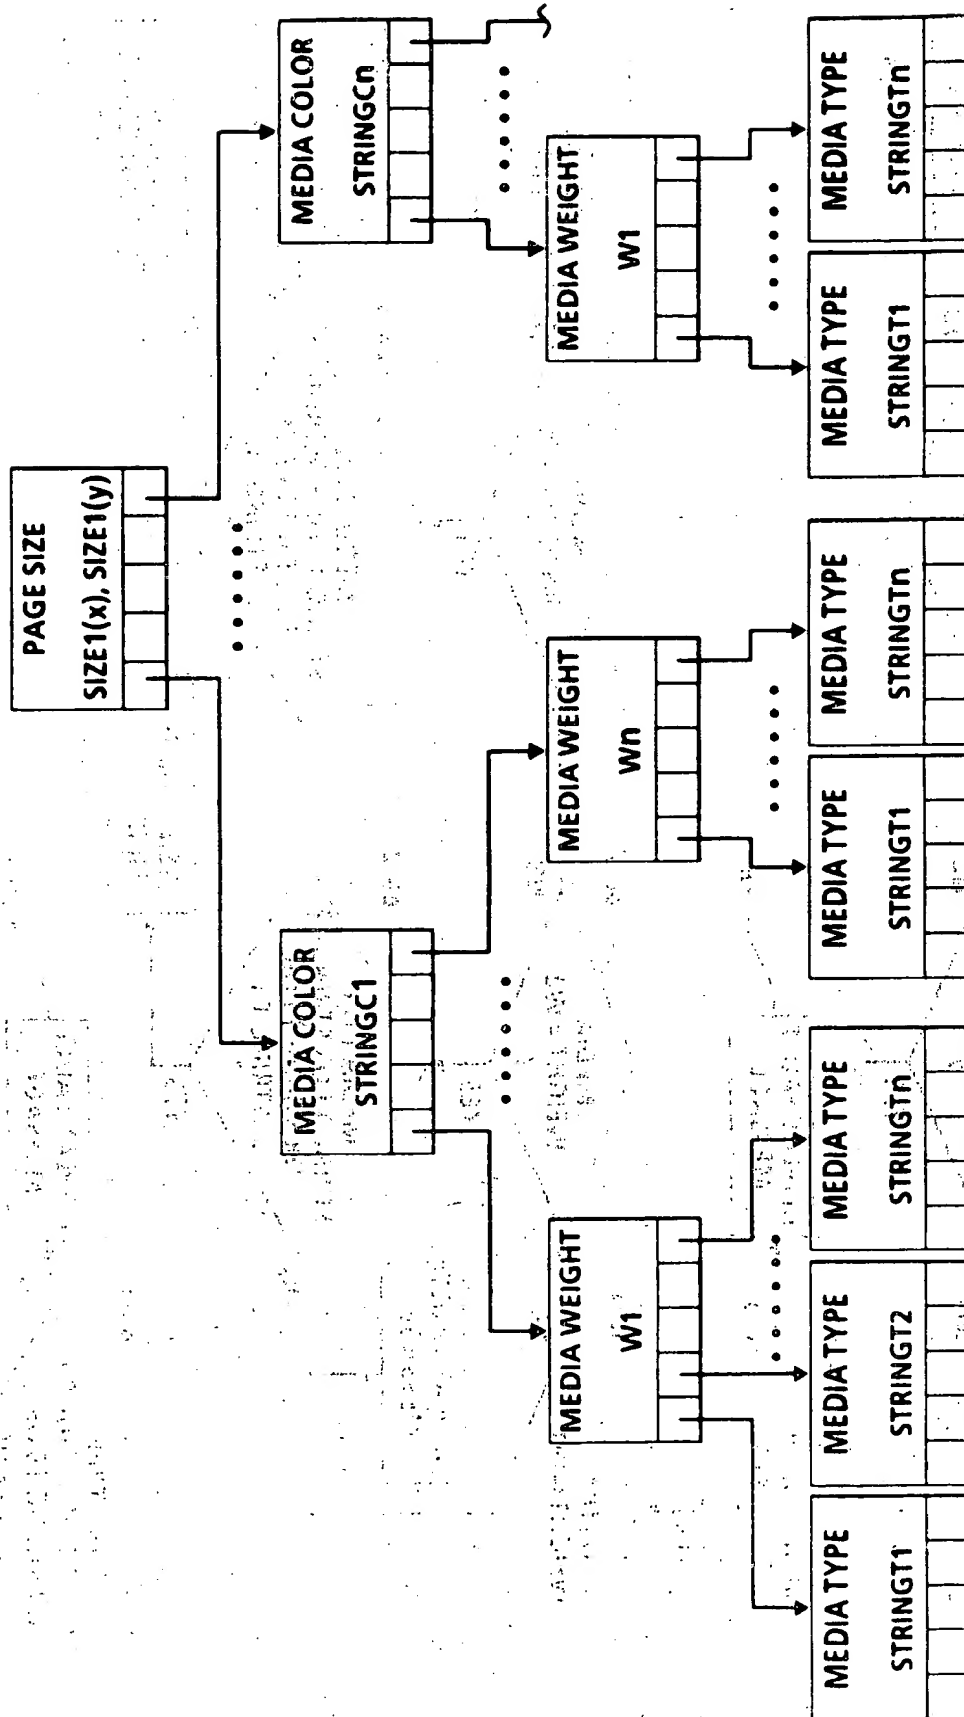 PAGE SIZE
SIZE1(x), SIZE1(y)
MEDIA COLOR
STRINGC1
MEDIA COLOR
STRINGCn
MEDIA WEIGHT
W1
MEDIA WEIGHT
Wn
MEDIA WEIGHT
W1
MEDIA TYPE
STRINGT1
MEDIA TYPE
STRINGT2
MEDIA TYPE
STRINGTn
MEDIA TYPE
STRINGT1
MEDIA TYPE
STRINGTn
MEDIA TYPE
STRINGT1
MEDIA TYPE
STRINGTn